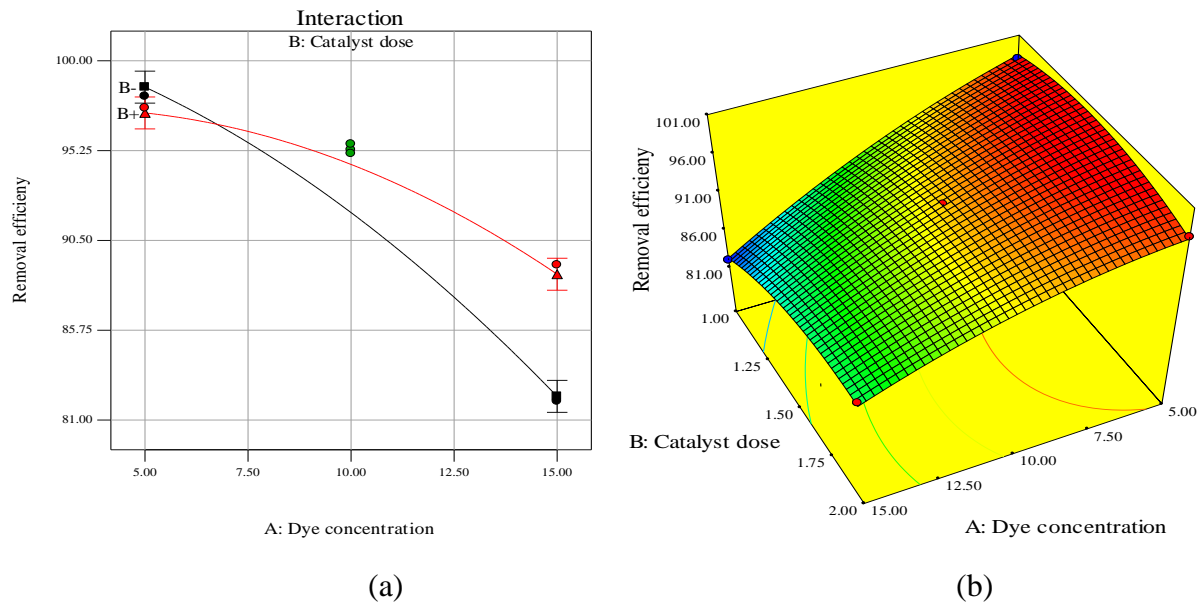 Interaction
B: Catalyst dose
100.00
95.25
90.50
85.75
81.00
B-
B+
Removal efficieny
5.00
7.50
10.00
12.50
15.00
A: Dye concentration
(a)
101.00
96.00
91.00
86.00
81.00
Removal efficieny
1.00
1.25
1.50
1.75
2.00
B: Catalyst dose
15.00
12.50
10.00
7.50
5.00
A: Dye concentration
(b)